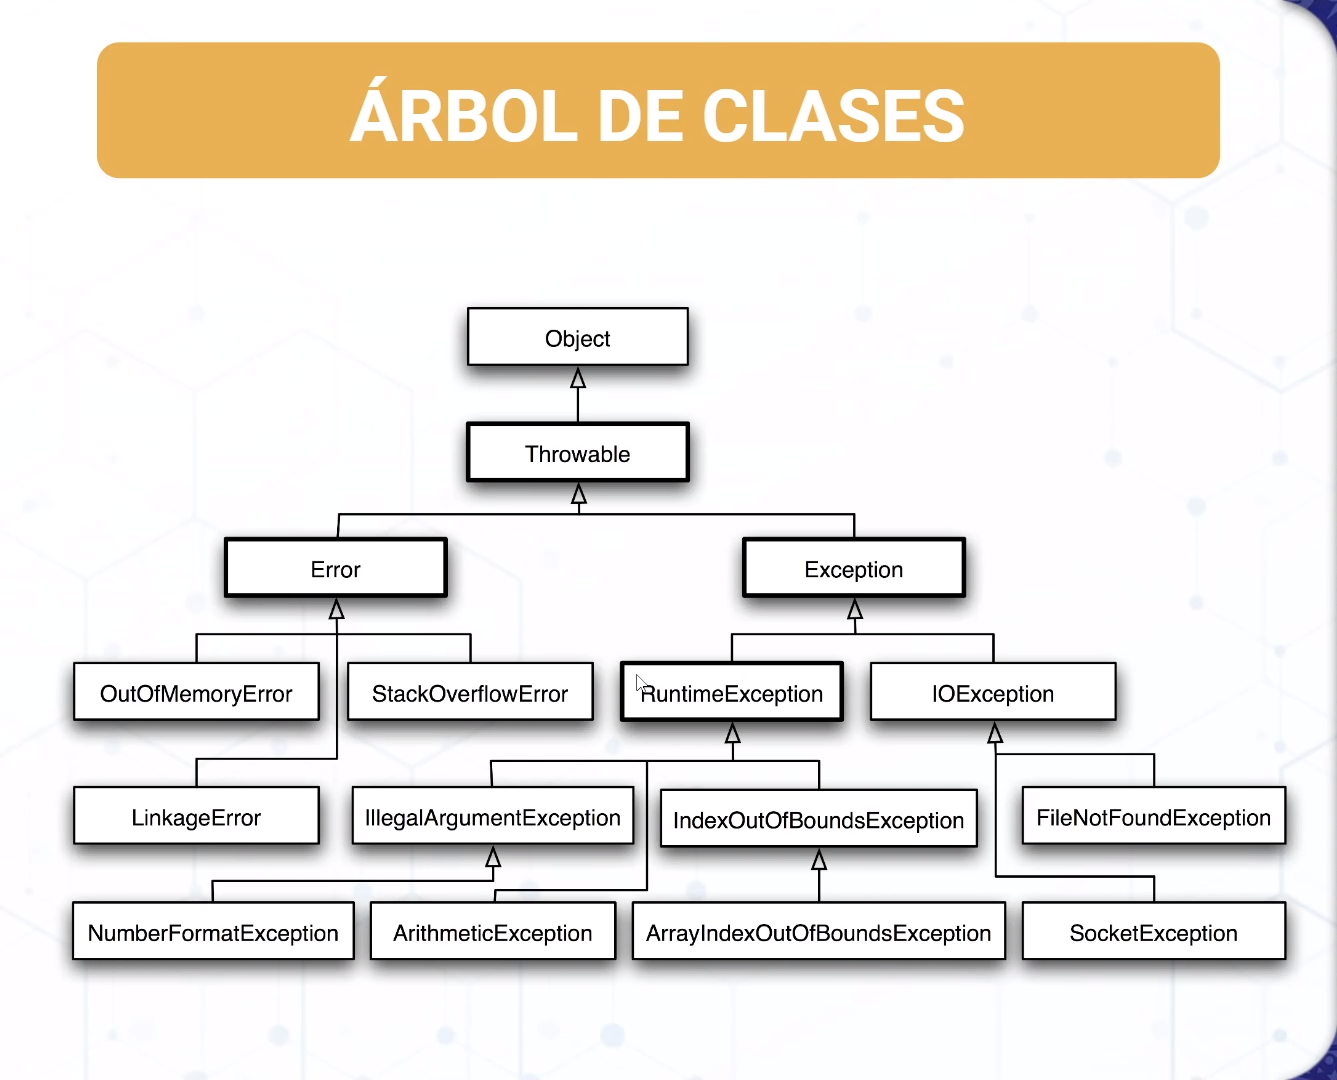 ÁRBOL DE CLASES
Object
Throwable
Error
Exception
OutOfMemoryError
StackOverflowError
RuntimeException
IOException
LinkageError
IllegalArgumentException
IndexOutOfBoundsException
FileNotFoundException
NumberFormatException
ArithmeticException
ArrayIndexOutOfBoundsException
SocketException